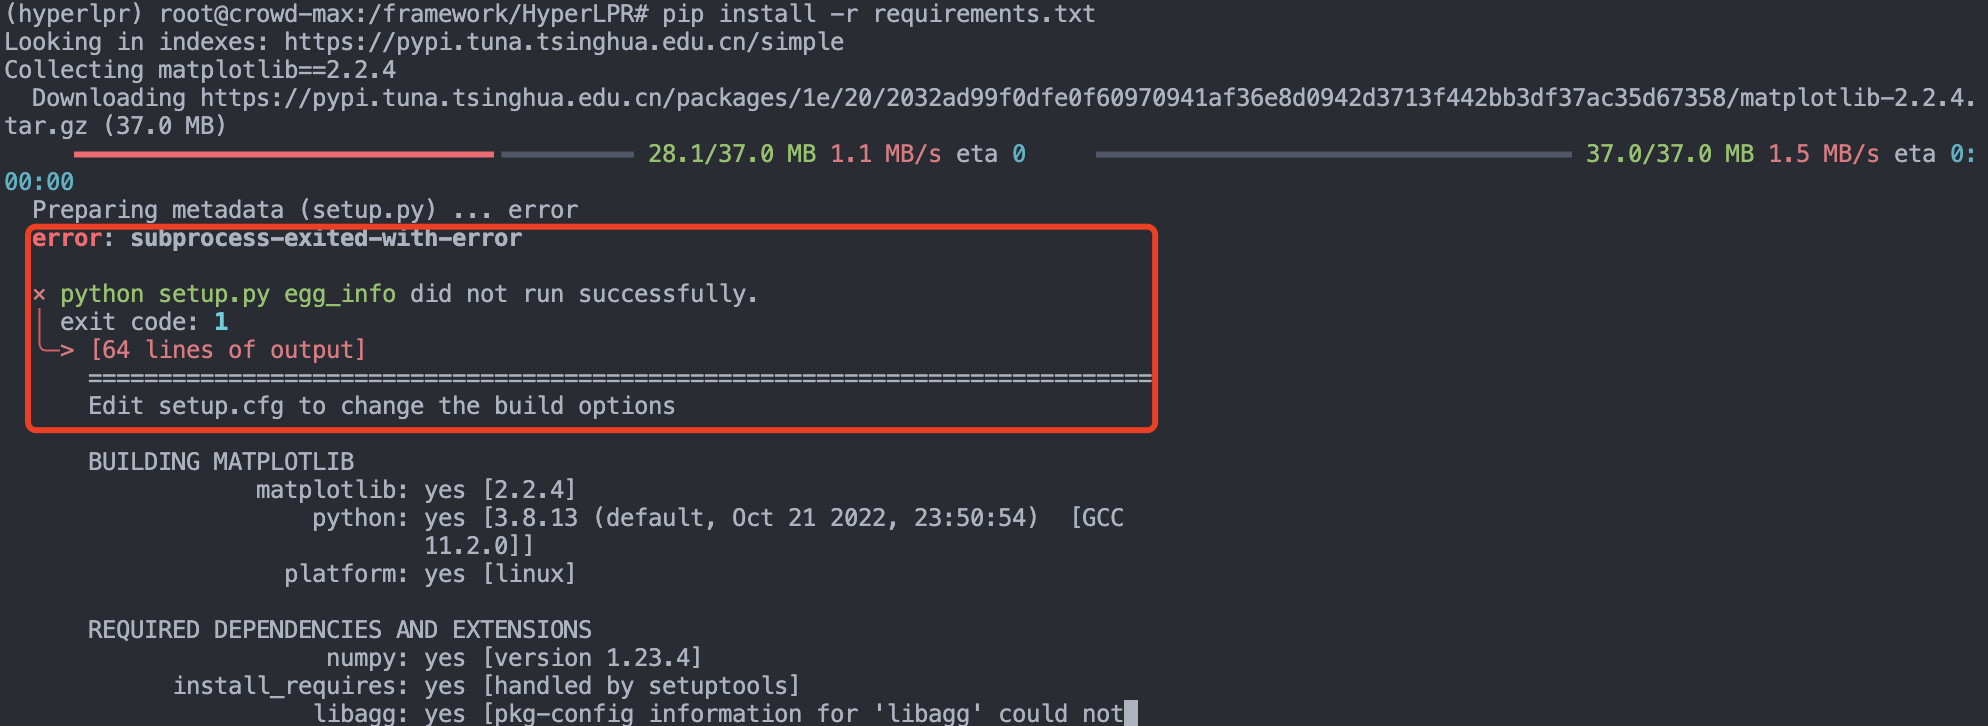 (hyperlpr) root@crowd-max:/framework/HyperLPR# pip install -r requirements.txt
Looking in indexes: https://pypi.tuna.tsinghua.edu.cn/simple
Collecting matplotlib==2.2.4
  Downloading https://pypi.tuna.tsinghua.edu.cn/packages/1e/20/2032ad99f0dfe0f60970941af36e8d0942d3713f442bb3df37ac35d67358/matplotlib-2.2.4.
tar.gz (37.0 MB)
28.1/37.0 MB 1.1 MB/s eta 0 37.0/37.0 MB 1.5 MB/s eta 0:
00:00
  Preparing metadata (setup.py) ... error
  error: subprocess-exited-with-error
  × python setup.py egg_info did not run successfully.
  │ exit code: 1
  ╰─> [64 lines of output]
      ============================================================================
      Edit setup.cfg to change the build options
      BUILDING MATPLOTLIB
                  matplotlib: yes [2.2.4]
                      python: yes [3.8.13 (default, Oct 21 2022, 23:50:54)  [GCC
                              11.2.0]]
                    platform: yes [linux]
      REQUIRED DEPENDENCIES AND EXTENSIONS
                       numpy: yes [version 1.23.4]
            install_requires: yes [handled by setuptools]
                      libagg: yes [pkg-config information for 'libagg' could not